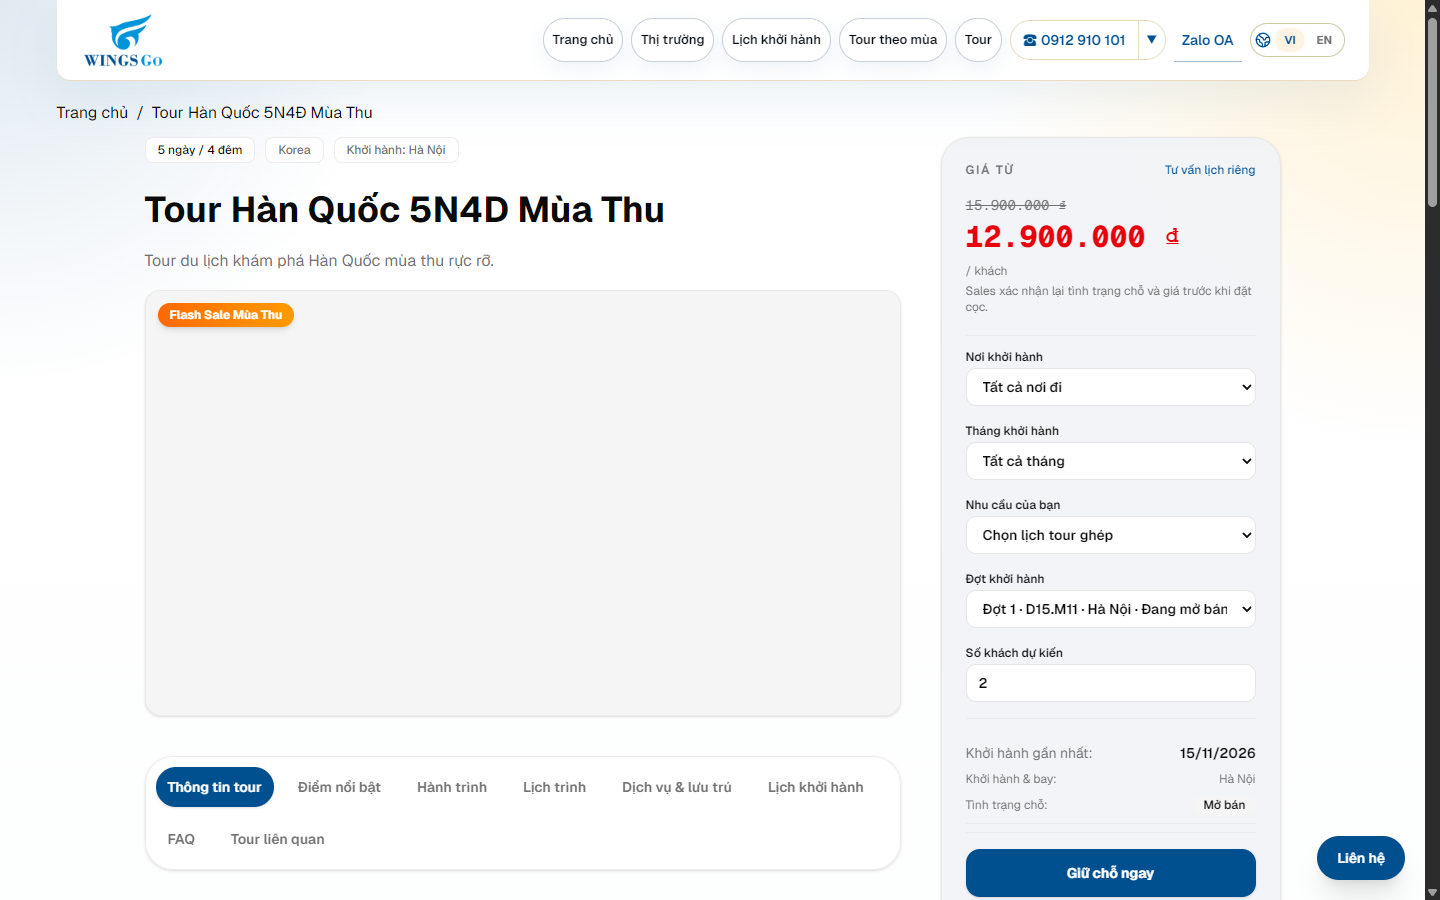 WINGS Go
Trang chủ
Thị trường
Lịch khởi hành
Tour theo mùa
Tour
☎ 0912 910 101
▼
Zalo OA
VI
EN
Trang chủ / Tour Hàn Quốc 5N4Đ Mùa Thu
5 ngày / 4 đêm
Korea
Khởi hành: Hà Nội
Tour Hàn Quốc 5N4D Mùa Thu
Tour du lịch khám phá Hàn Quốc mùa thu rực rỡ.
Flash Sale Mùa Thu
Thông tin tour
Điểm nổi bật
Hành trình
Lịch trình
Dịch vụ & lưu trú
Lịch khởi hành
FAQ
Tour liên quan
GIÁ TỪ
Tư vấn lịch riêng
15.900.000 ₫
12.900.000 ₫
/ khách
Sales xác nhận lại tình trạng chỗ và giá trước khi đặt
cọc.
Nơi khởi hành
Tất cả nơi đi
Tháng khởi hành
Tất cả tháng
Nhu cầu của bạn
Chọn lịch tour ghép
Đợt khởi hành
Đợt 1 · D15.M11 · Hà Nội · Đang mở bán
Số khách dự kiến
2
Khởi hành gần nhất:
15/11/2026
Khởi hành & bay:
Hà Nội
Tình trạng chỗ:
Mở bán
Giữ chỗ ngay
Liên hệ